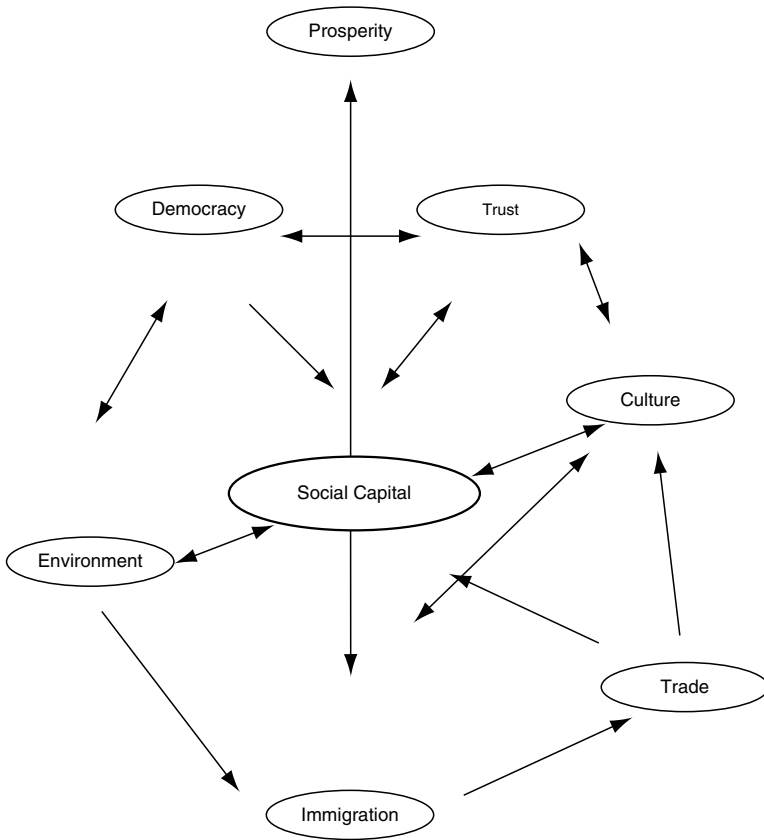 Prosperity
Democracy
Trust
Culture
Social Capital
Environment
Trade
Immigration